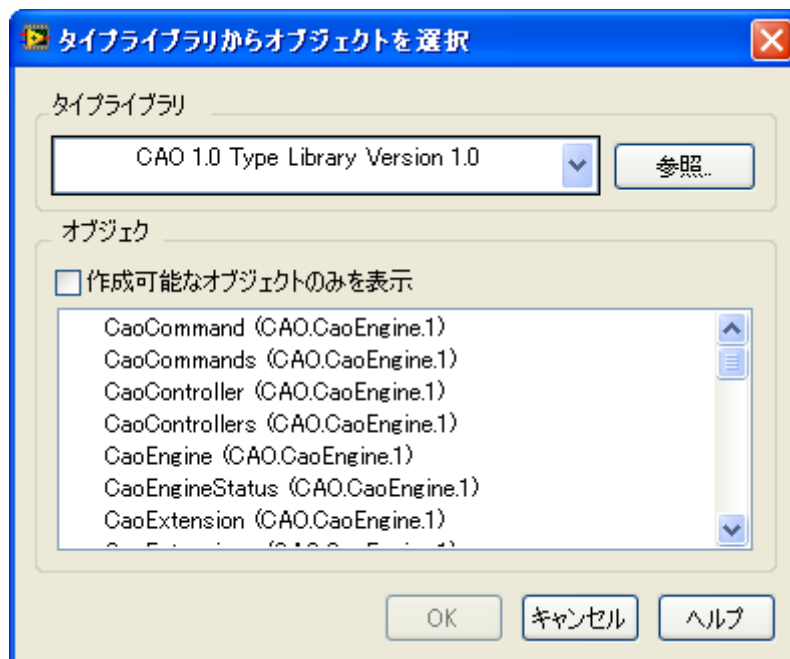 タイプライブラリからオブジェクトを選択
タイプライブラリ
CAO 1.0 Type Library Version 1.0
参照..
オブジェク
作成可能なオブジェクトのみを表示
CaoCommand (CAO.CaoEngine.1)
CaoCommands (CAO.CaoEngine.1)
CaoController (CAO.CaoEngine.1)
CaoControllers (CAO.CaoEngine.1)
CaoEngine (CAO.CaoEngine.1)
CaoEngineStatus (CAO.CaoEngine.1)
CaoExtension (CAO.CaoEngine.1)
OK
キャンセル
ヘルプ